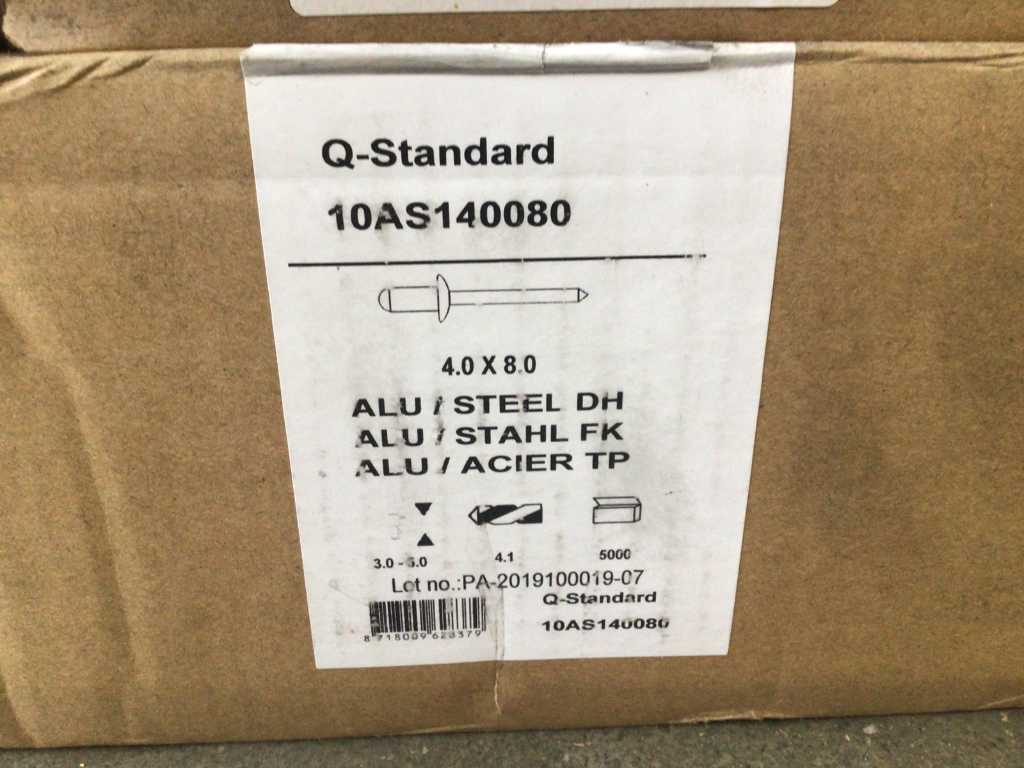 Q-Standard
10AS140080
4.0 X 8.0
ALU / STEEL DH
ALU / STAHL FK
ALU / ACIER TP
3.0 - 5.0
4.1
5000
Lot no.:PA-2019100019-07
Q-Standard
10AS140080